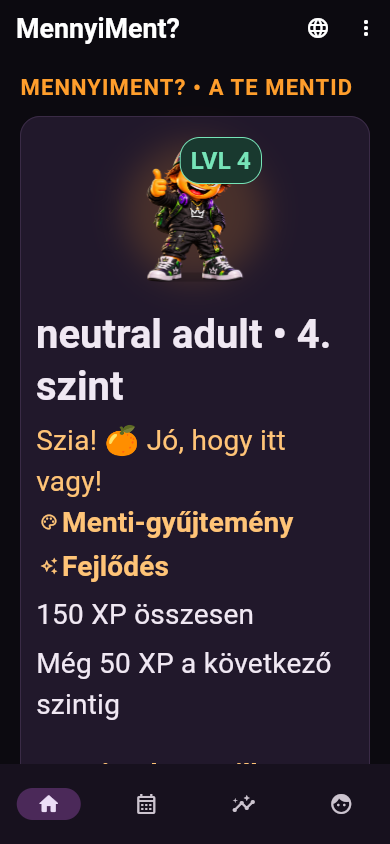 MennyiMent?
MENNYIMENT? • A TE MENTID
LVL 4
neutral adult • 4.
szint
Szia! 🍊 Jó, hogy itt
vagy!
Menti-gyűjtemény
Fejlődés
150 XP összesen
Még 50 XP a következő
szintig